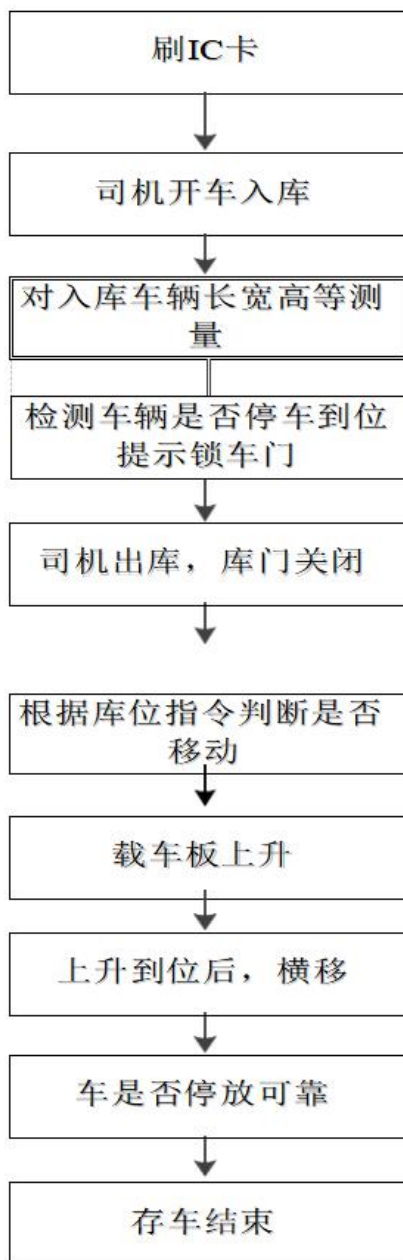 刷IC卡
司机开车入库
对入库车辆长宽高等测
量
检测车辆是否停车到位
提示锁车门
司机出库，库门关闭
根据库位指令判断是否
移动
载车板上升
上升到位后，横移
车是否停放可靠
存车结束